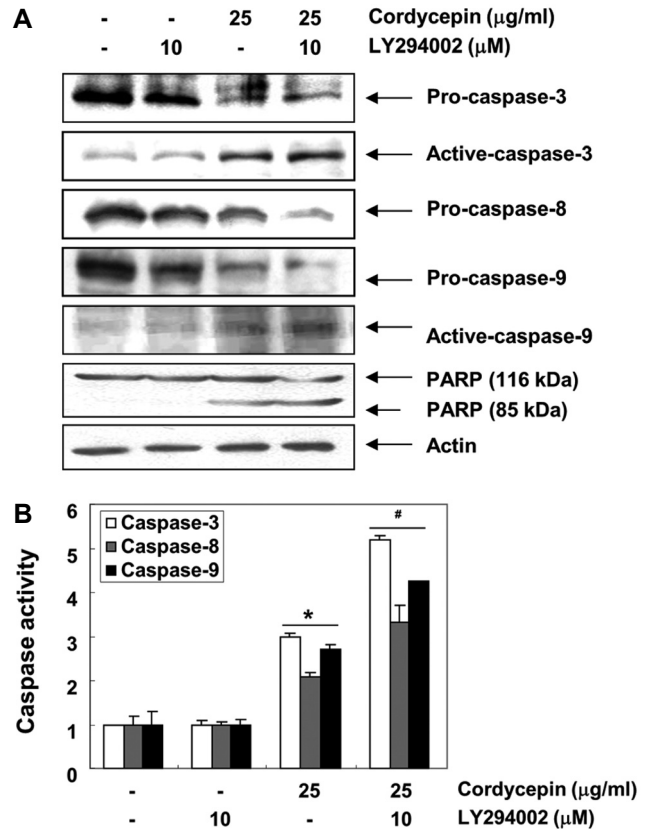 A
- - 25 25 Cordycepin (μg/ml)
- 10 - 10 LY294002 (μM)
Pro-caspase-3
Active-caspase-3
Pro-caspase-8
Pro-caspase-9
Active-caspase-9
PARP (116 kDa)
PARP (85 kDa)
Actin
B
Caspase activity
6
5
4
3
2
1
0
Caspase-3
Caspase-8
Caspase-9
*
#
- - 25 25 Cordycepin (μg/ml)
- 10 - 10 LY294002 (μM)